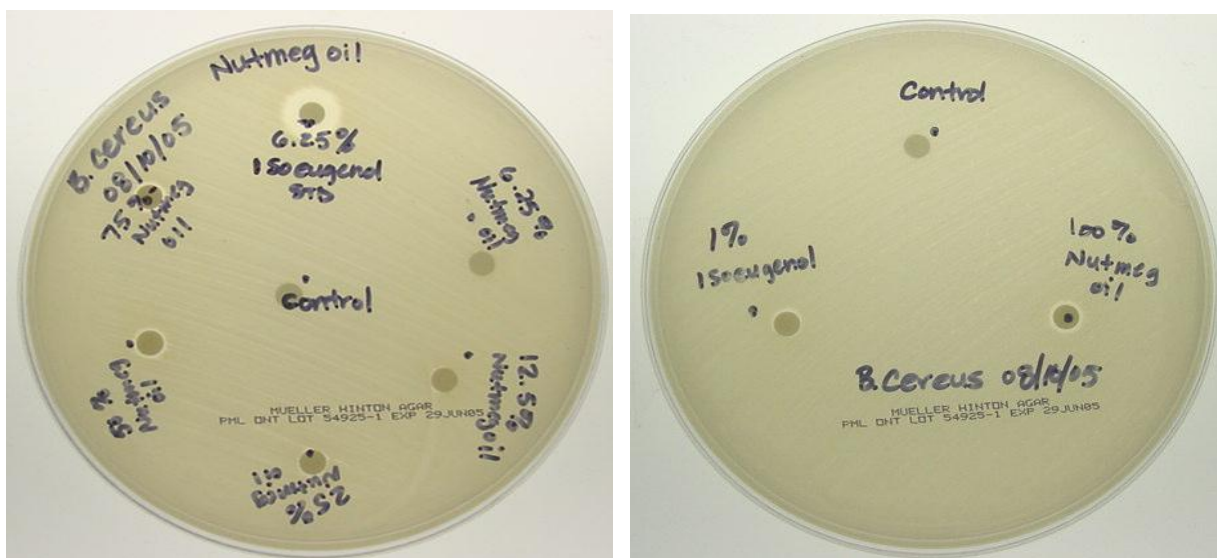 Nutmeg oil
B. Cereus
08/10/05
75%
Nutmeg
oil
6.25%
Isoeugenol
STD
6.25%
Nutmeg
oil
Control
Nutmeg
oil
12.5%
Nutmeg oil
MUELLER HINTON AGAR
PML ONT LOT 54925-1 EXP 29JUN05
25%
Nutmeg
oil
Control
1%
Isoeugenol
100%
Nutmeg
oil
B. Cereus 08/10/05
MUELLER HINTON AGAR
PML ONT LOT 54925-1 EXP 29JUN05